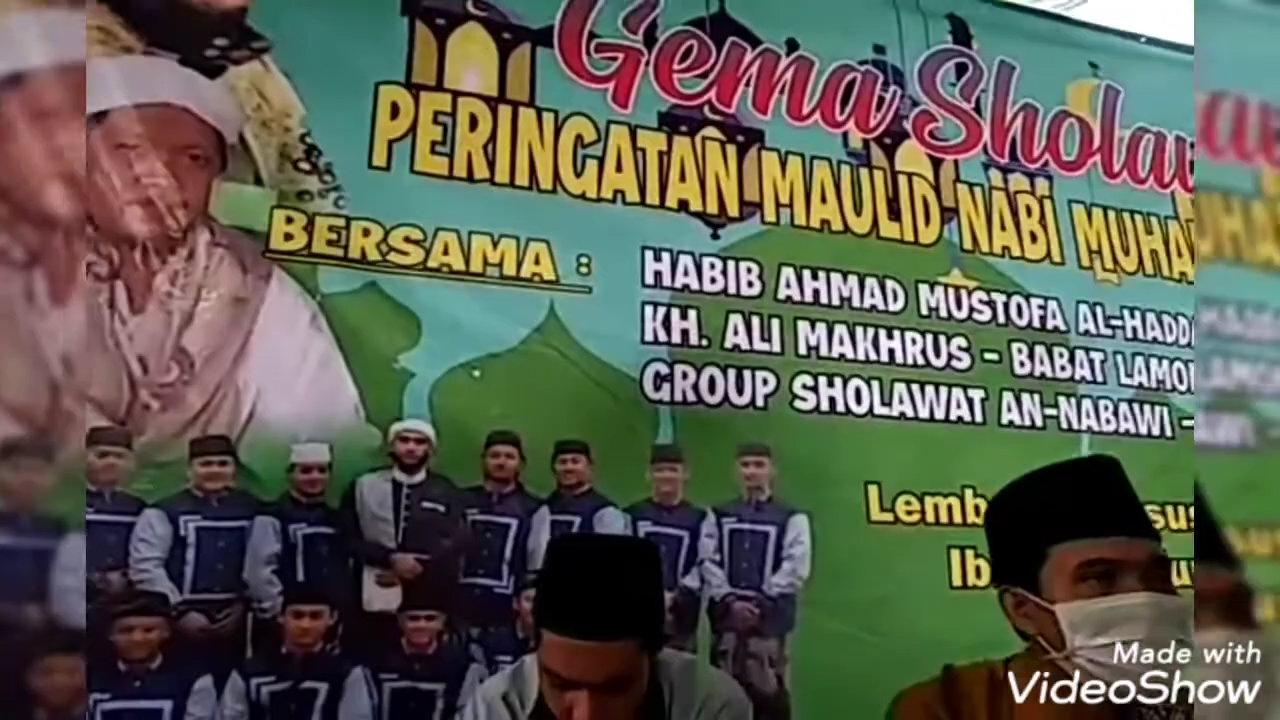 Gema Sholaw
PERINGATAN MAULID NABI MUHA
BERSAMA :
HABIB AHMAD MUSTOFA AL-HADD
KH. ALI MAKHRUS - BABAT LAMO
GROUP SHOLAWAT AN-NABAWI -
Lemb
Ib
Made with
VideoShow